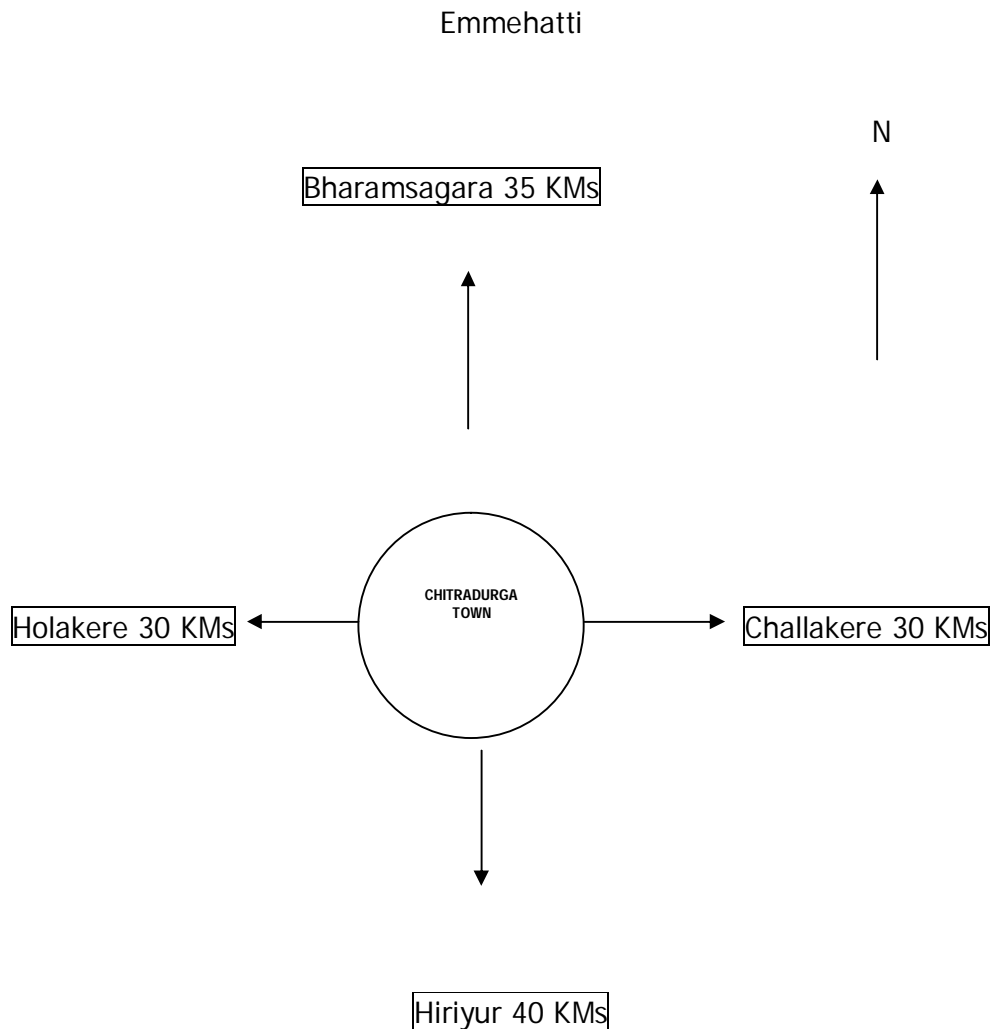 Emmehatti
N
Bharamsagara 35 KMs
CHITRADURGA
TOWN
Holakere 30 KMs
Challakere 30 KMs
Hiriyur 40 KMs